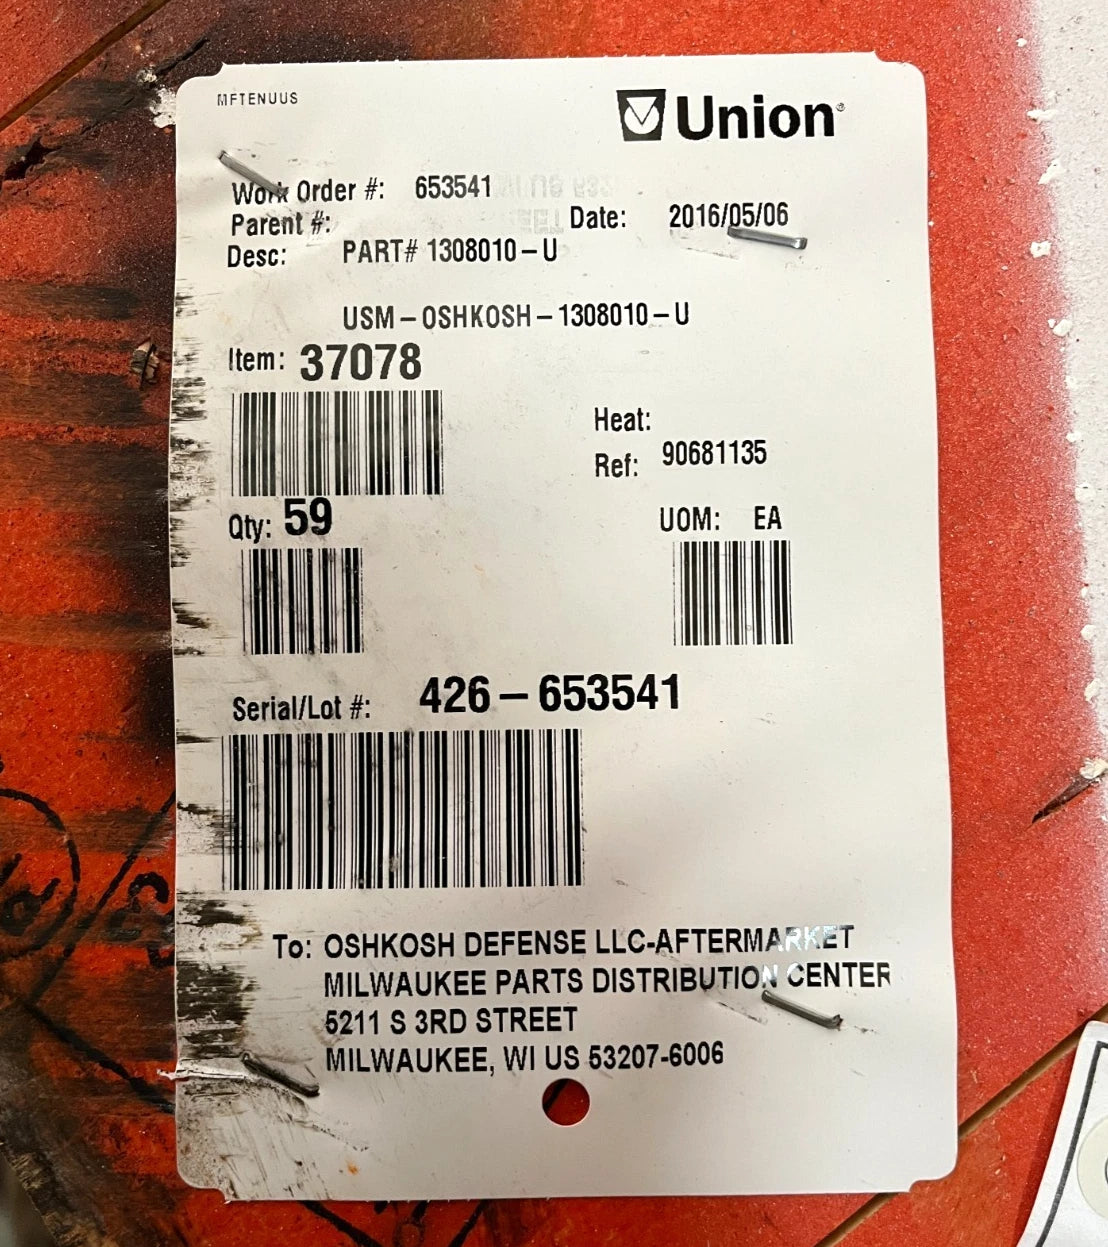 MFTENUUS
Union®
Work Order #: 653541
Parent #:
Date: 2016/05/06
Desc: PART# 1308010-U
USM-OSHKOSH-1308010-U
Item: 37078
Heat:
Ref: 90681135
Qty: 59
UOM: EA
Serial/Lot #: 426-653541
To: OSHKOSH DEFENSE LLC-AFTERMARKET
MILWAUKEE PARTS DISTRIBUTION CENTER
5211 S 3RD STREET
MILWAUKEE, WI US 53207-6006